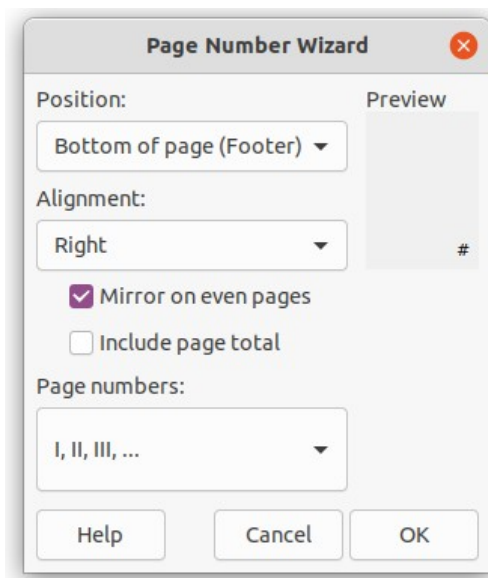 Page Number Wizard
Position:
Preview
Bottom of page (Footer)
Alignment:
Right
#
Mirror on even pages
Include page total
Page numbers:
I, II, III, ...
Help
Cancel
OK